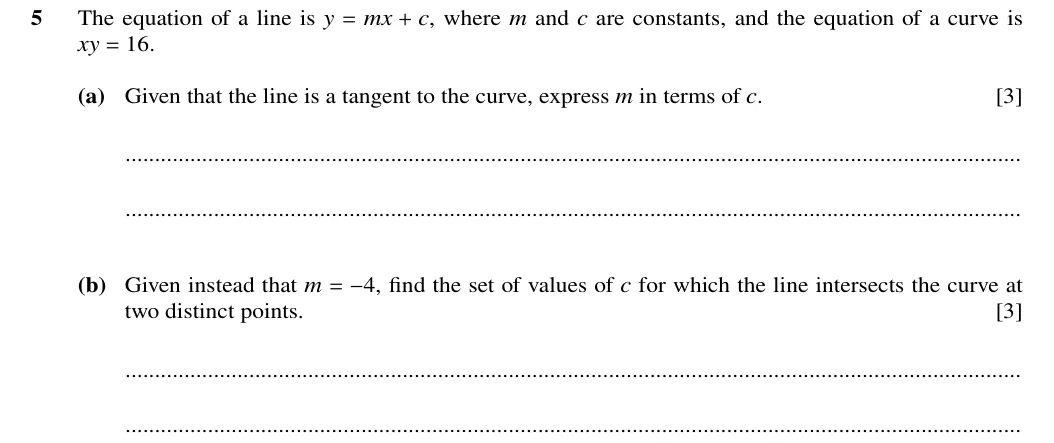 5 The equation of a line is y = mx + c, where m and c are constants, and the equation of a curve is
xy = 16.
(a) Given that the line is a tangent to the curve, express m in terms of c. [3]
(b) Given instead that m = −4, find the set of values of c for which the line intersects the curve at
two distinct points. [3]